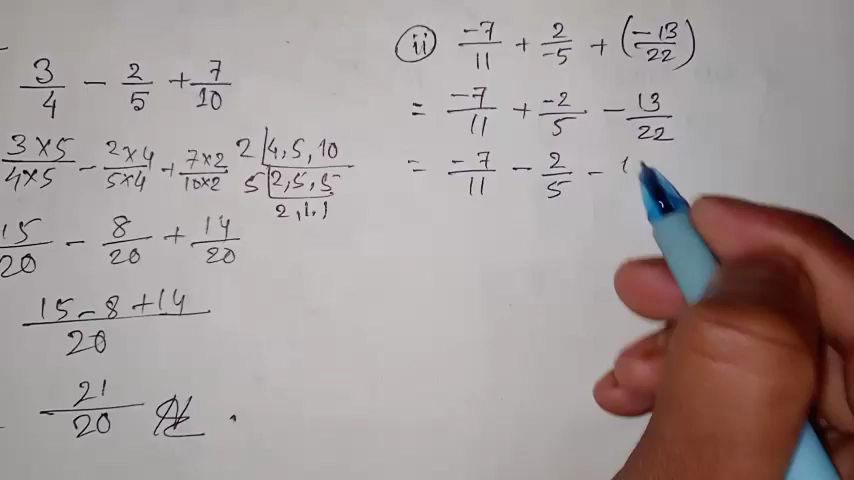 3/4 - 2/5 + 7/10
3×5/4×5 - 2×4/5×4 + 7×2/10×2
2 | 4, 5, 10
5 | 2, 5, 5
2, 1, 1
15/20 - 8/20 + 14/20
15 - 8 + 14/20
21/20
ii) -7/11 + 2/-5 + (-13/22)
= -7/11 + -2/5 - 13/22
= -7/11 - 2/5 - 1